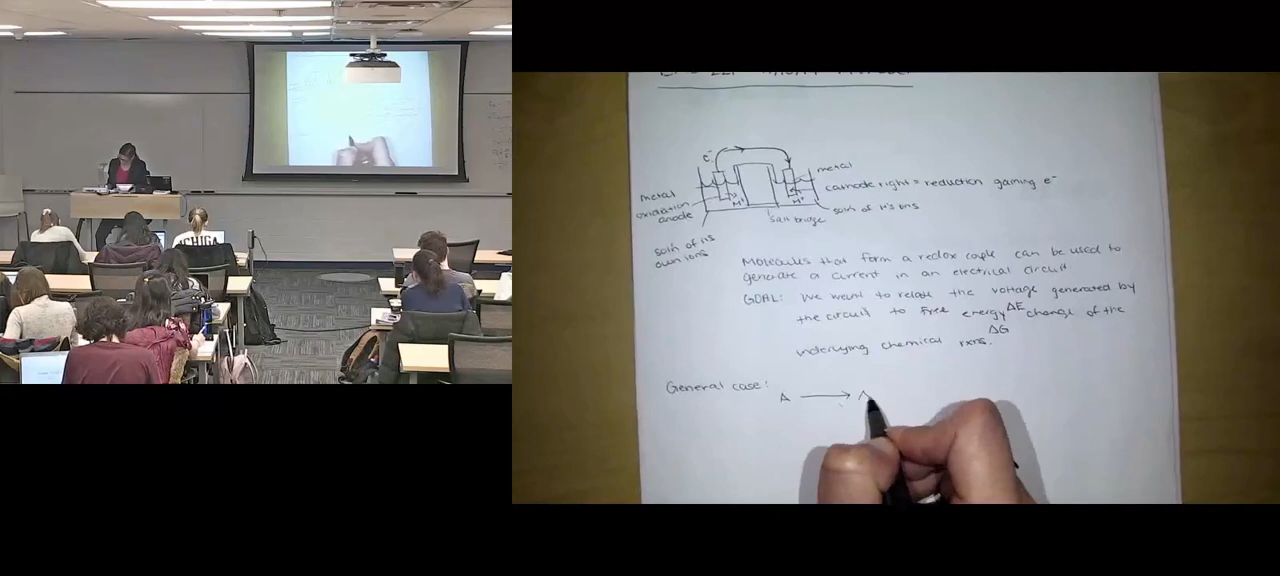 e-
metal
cathode right = reduction gaining e-
metal
oxidation
anode
M+
M+
soln of its ions
salt bridge
soln of its
own ions
Molecules that form a redox couple can be used to
generate a current in an electrical circuit
GOAL: We want to relate the voltage generated by
the circuit to Free energy change of the
ΔE
ΔG
underlying chemical rxns.
General case:
A ⟶